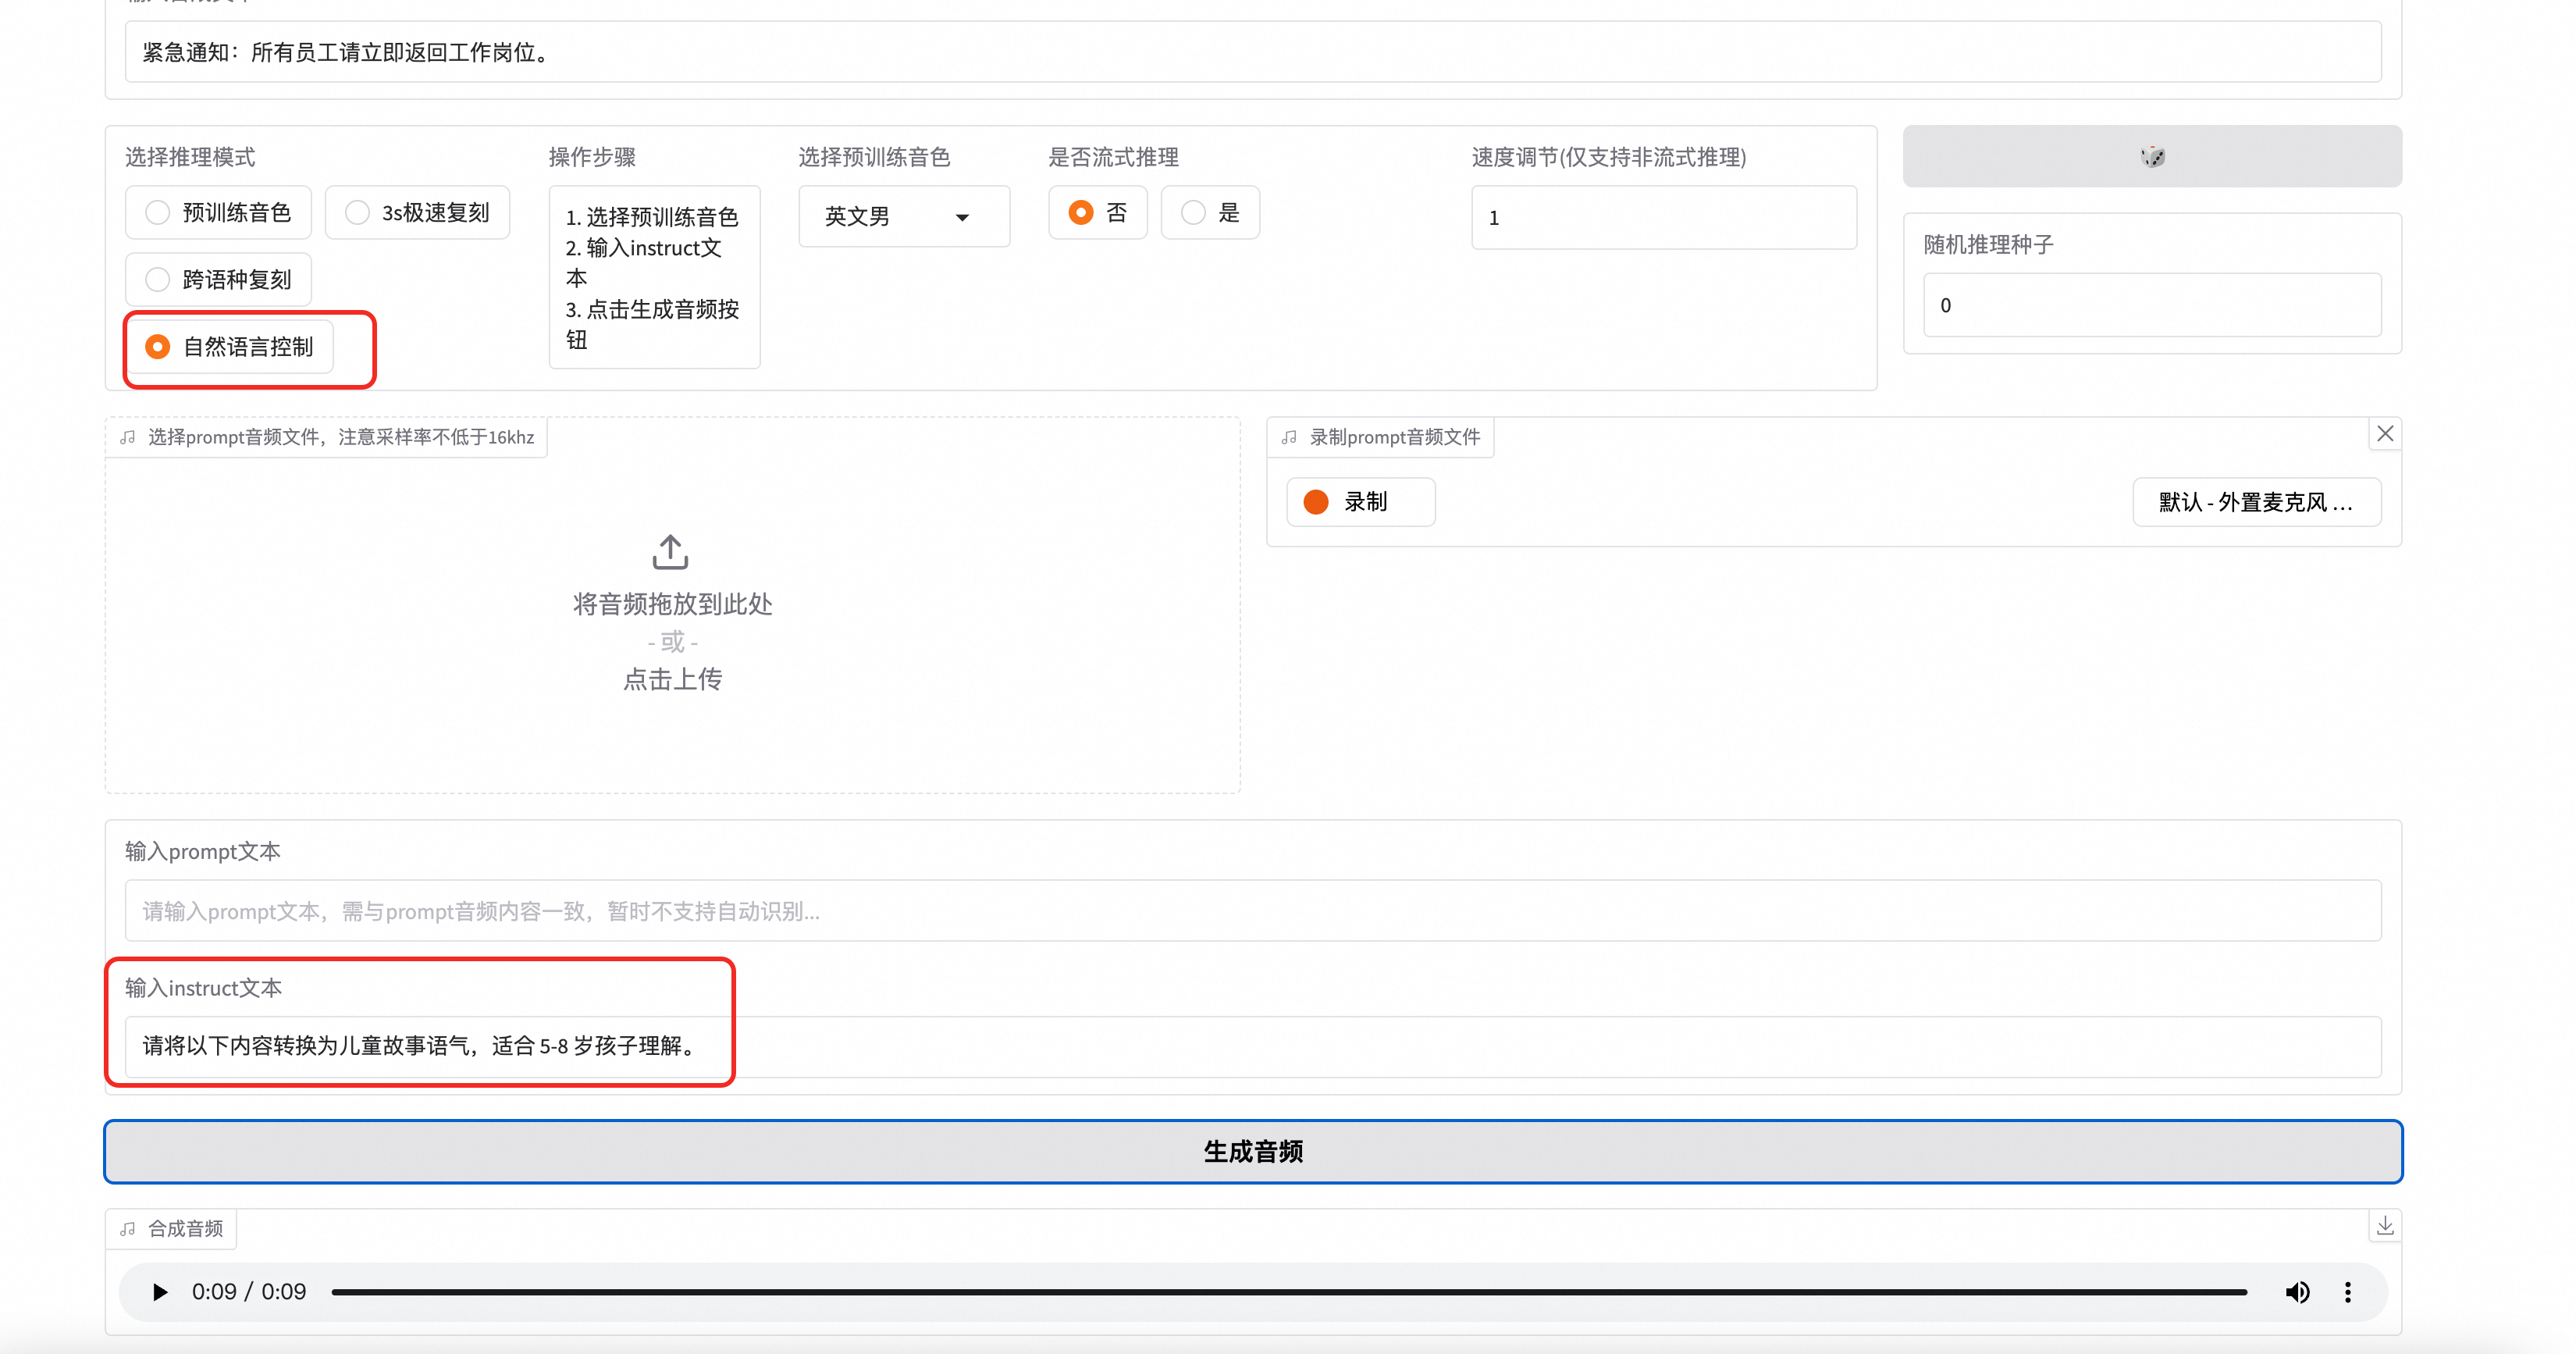 紧急通知：所有员工请立即返回工作岗位。
选择推理模式
预训练音色
3s极速复刻
跨语种复刻
自然语言控制
操作步骤
1. 选择预训练音色
2. 输入instruct文
本
3. 点击生成音频按
钮
选择预训练音色
英文男
是否流式推理
否
是
速度调节(仅支持非流式推理)
1
随机推理种子
0
选择prompt音频文件，注意采样率不低于16khz
将音频拖放到此处
- 或 -
点击上传
录制prompt音频文件
录制
默认 - 外置麦克风 ...
输入prompt文本
请输入prompt文本，需与prompt音频内容一致，暂时不支持自动识别...
输入instruct文本
请将以下内容转换为儿童故事语气，适合 5-8 岁孩子理解。
生成音频
合成音频
0:09 / 0:09